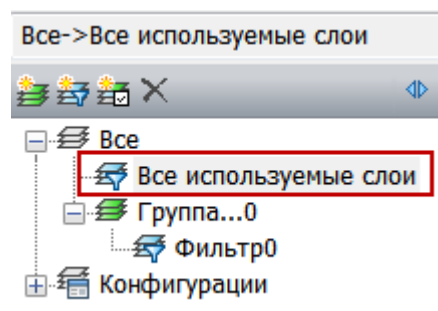 Все->Все используемые слои
Все
Все используемые слои
Группа...0
Фильтр0
Конфигурации